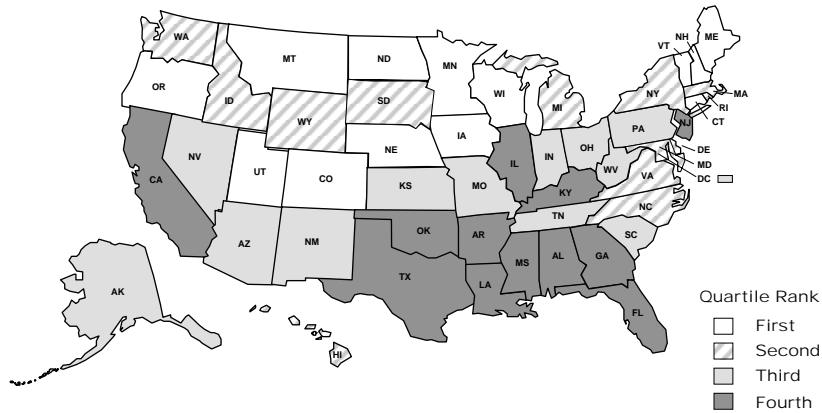 NH
ME
VT
WA
MT
ND
MN
OR
ID
SD
WI
MI
NY
MA
RI
CT
WY
IA
PA
NJ
NE
NV
OH
IL
IN
DE
MD
DC
UT
CO
WV
VA
CA
KS
MO
KY
NC
TN
OK
AR
SC
AZ
NM
MS
AL
GA
TX
LA
AK
FL
HI
Quartile Rank
First
Second
Third
Fourth